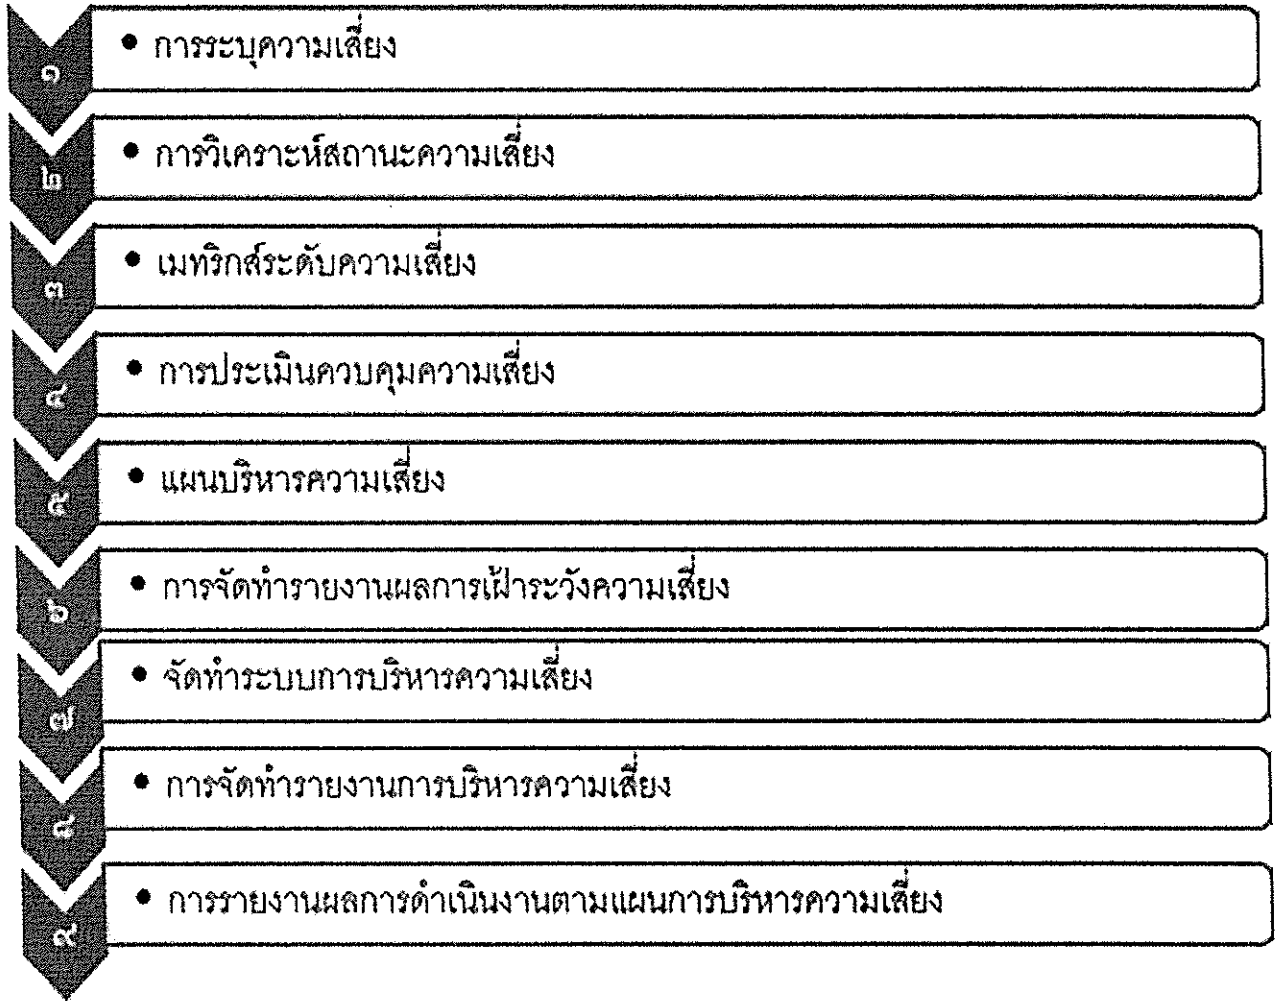 ๑
• การระบุความเสี่ยง
๒
• การวิเคราะห์สถานะความเสี่ยง
๓
• เมทริกส์ระดับความเสี่ยง
๔
• การประเมินควบคุมความเสี่ยง
๕
• แผนบริหารความเสี่ยง
๖
• การจัดทำรายงานผลการเฝ้าระวังความเสี่ยง
๗
• จัดทำระบบการบริหารความเสี่ยง
๘
• การจัดทำรายงานการบริหารความเสี่ยง
๙
• การรายงานผลการดำเนินงานตามแผนการบริหารความเสี่ยง